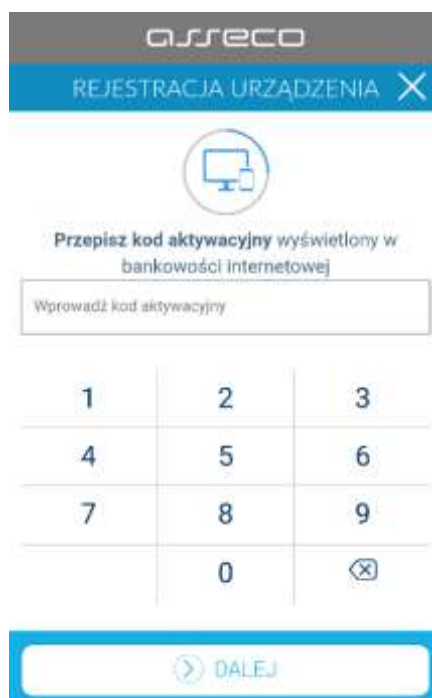 asseco
REJESTRACJA URZĄDZENIA
Przepisz kod aktywacyjny wyświetlony w
bankowości internetowej
Wprowadź kod aktywacyjny
1 2 3
4 5 6
7 8 9
0
DALEJ